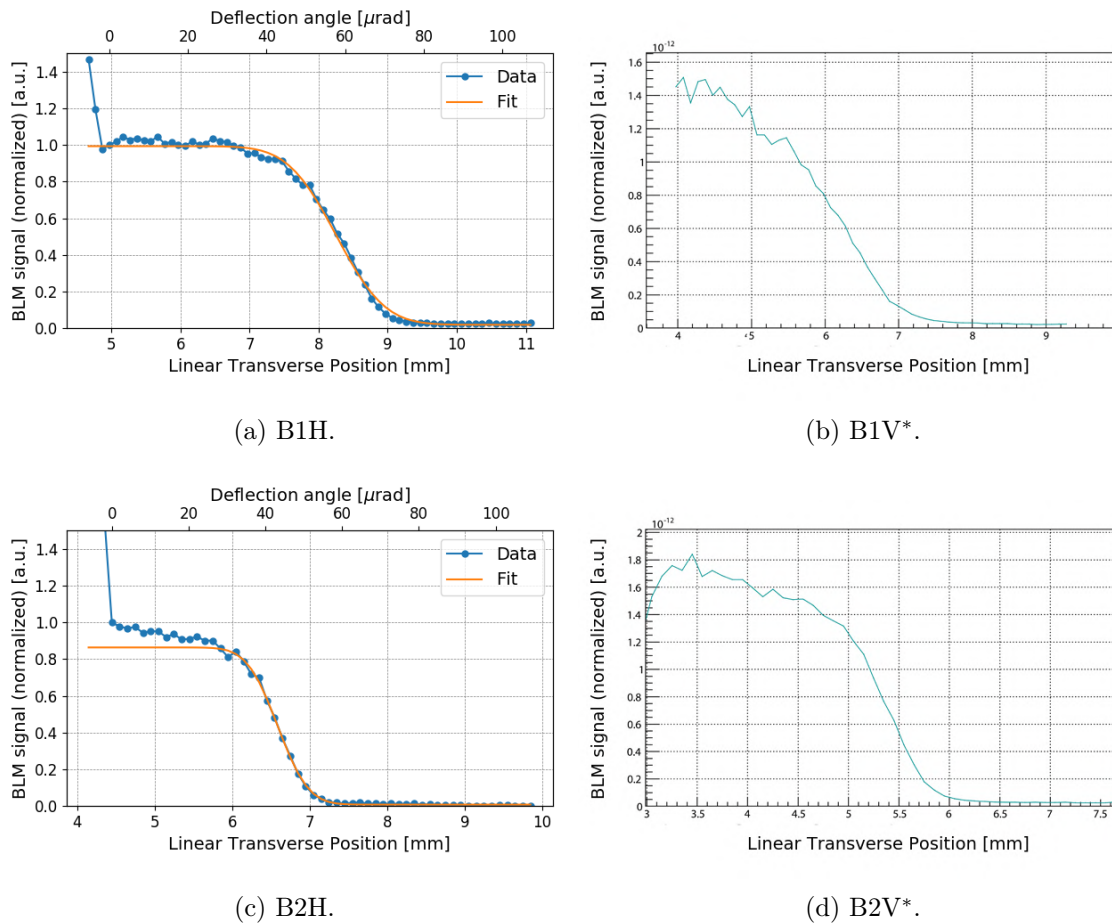 Deflection angle [μrad]
0 20 40 60 80 100
BLM signal (normalized) [a.u.]
1.4
1.2
1.0
0.8
0.6
0.4
0.2
0.0
Data
Fit
5 6 7 8 9 10 11
Linear Transverse Position [mm]
(a) B1H.
×10⁻¹²
BLM signal (normalized) [a.u.]
1.6
1.4
1.2
1
0.8
0.6
0.4
0.2
0
4 5 6 7 8 9
Linear Transverse Position [mm]
(b) B1V*.
Deflection angle [μrad]
0 20 40 60 80 100
BLM signal (normalized) [a.u.]
1.4
1.2
1.0
0.8
0.6
0.4
0.2
0.0
Data
Fit
4 5 6 7 8 9 10
Linear Transverse Position [mm]
(c) B2H.
×10⁻¹²
BLM signal (normalized) [a.u.]
2
1.8
1.6
1.4
1.2
1
0.8
0.6
0.4
0.2
0
3 3.5 4 4.5 5 5.5 6 6.5 7 7.5
Linear Transverse Position [mm]
(d) B2V*.